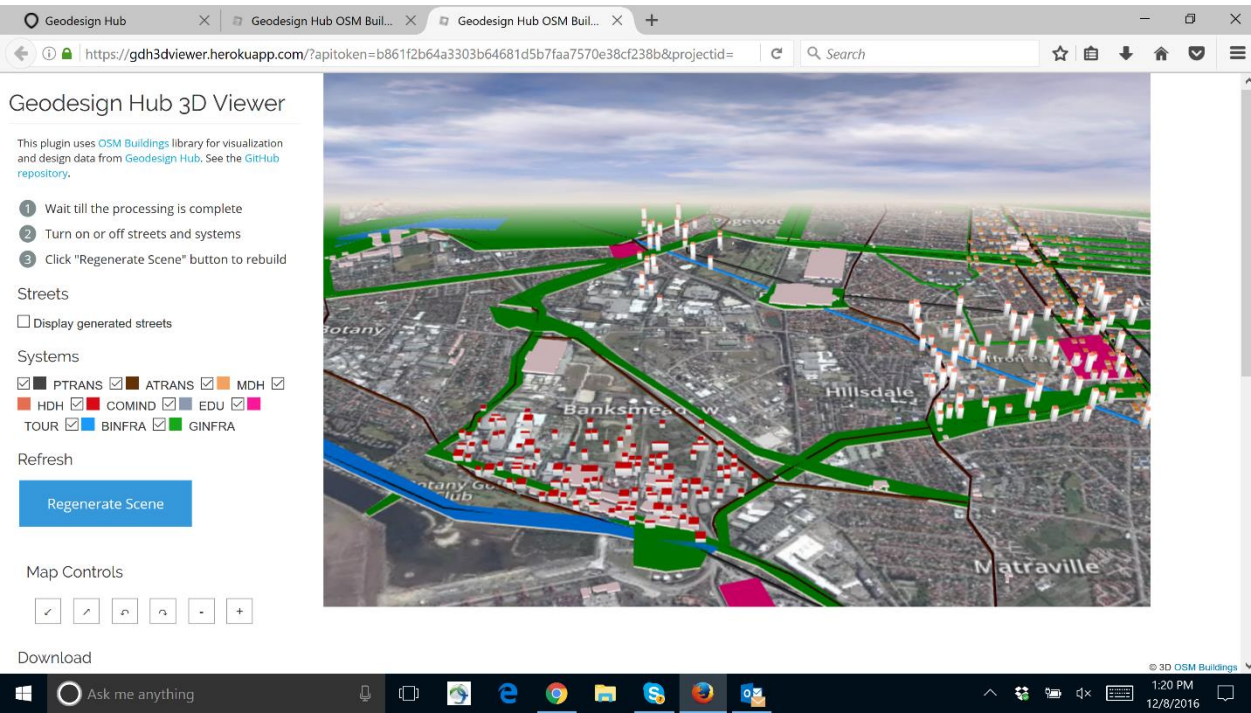 Geodesign Hub
Geodesign Hub OSM Buil...
Geodesign Hub OSM Buil...
https://gdh3dviewer.herokuapp.com/?apitoken=b861f2b64a3303b64681d5b7faa7570e38cf238b&projectid=
Search
Geodesign Hub 3D Viewer
This plugin uses OSM Buildings library for visualization
and design data from Geodesign Hub. See the GitHub
repository.
1 Wait till the processing is complete
2 Turn on or off streets and systems
3 Click "Regenerate Scene" button to rebuild
Streets
Display generated streets
Systems
PTRANS ATRANS MDH
HDH COMIND EDU
TOUR BINFRA GINFRA
Refresh
Regenerate Scene
Map Controls
- +
Download
Botany
Banksmeadow
Hillsdale
Club
Matraville
© 3D OSM Buildings
Ask me anything
1:20 PM
12/8/2016